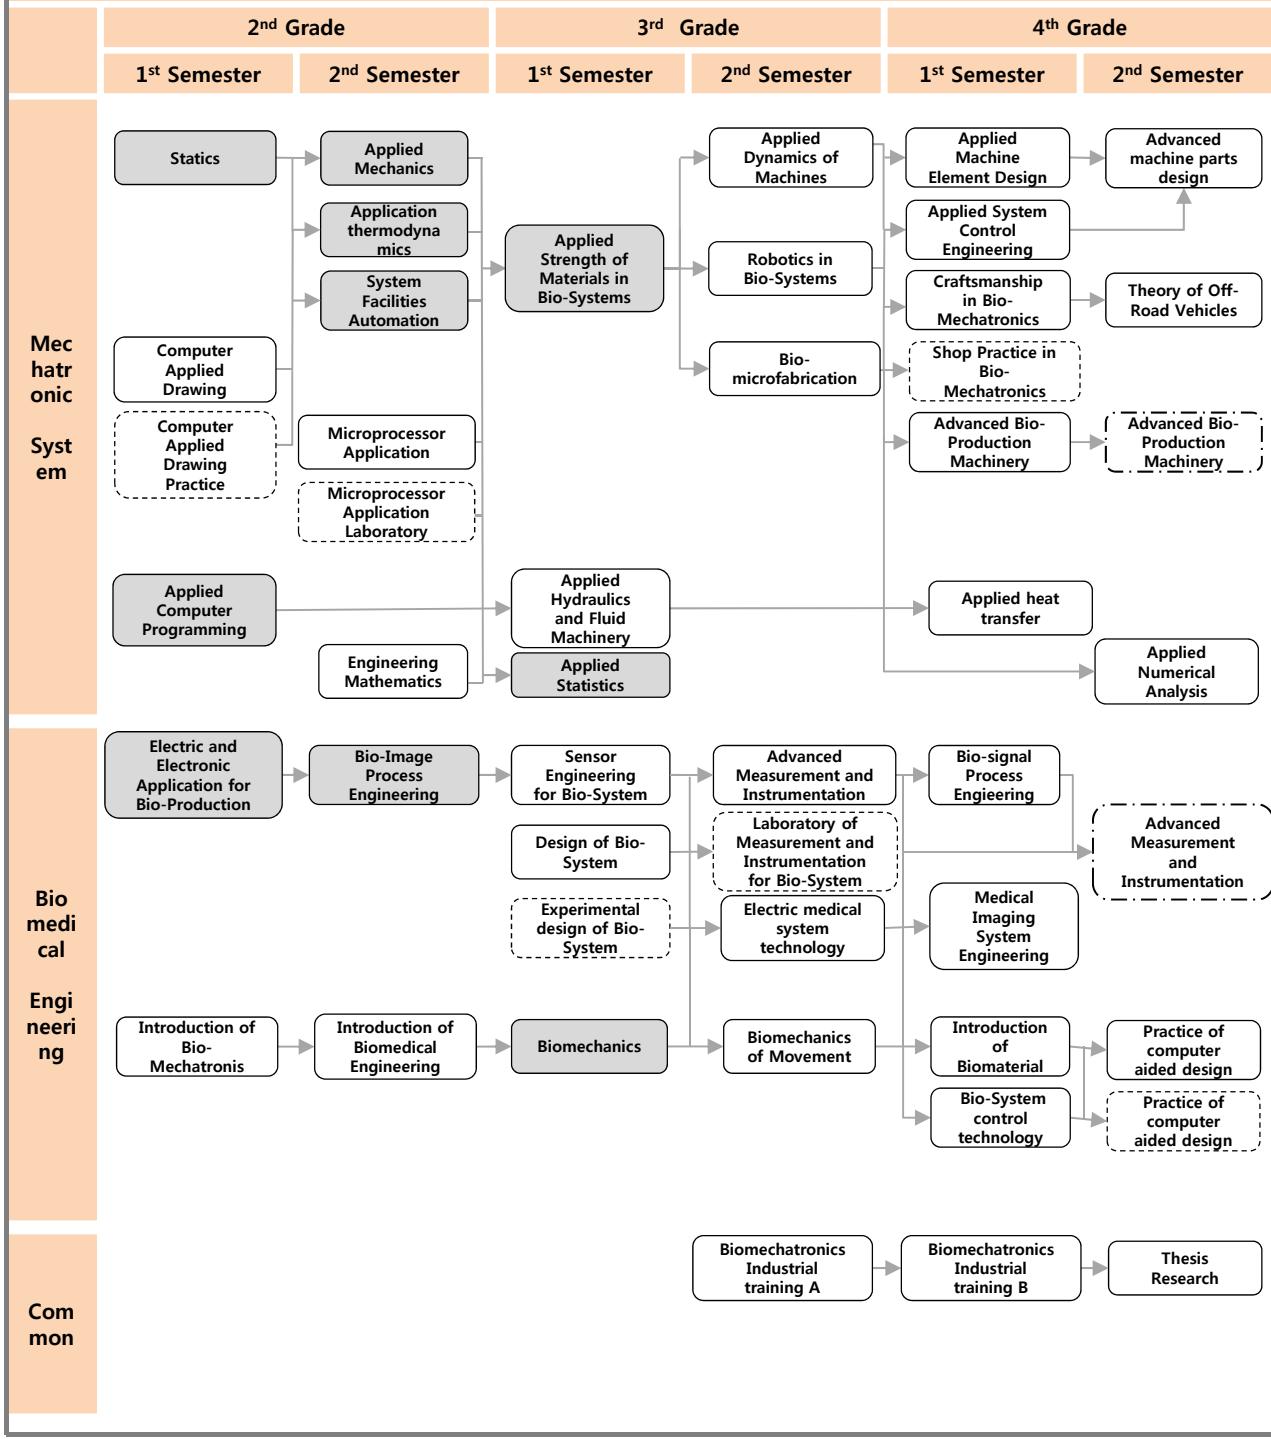 2nd Grade
3rd Grade
4th Grade
1st Semester
2nd Semester
1st Semester
2nd Semester
1st Semester
2nd Semester
Mec
hatr
onic
Syst
em
Statics
Computer
Applied
Drawing
Computer
Applied
Drawing
Practice
Applied
Computer
Programming
Applied
Mechanics
Application
thermodyna
mics
System
Facilities
Automation
Microprocessor
Application
Microprocessor
Application
Laboratory
Engineering
Mathematics
Applied
Strength of
Materials in
Bio-Systems
Applied
Hydraulics
and Fluid
Machinery
Applied
Statistics
Applied
Dynamics of
Machines
Robotics in
Bio-Systems
Bio-
microfabrication
Applied
Machine
Element Design
Applied System
Control
Engineering
Craftsmanship
in Bio-
Mechatronics
Shop Practice in
Bio-
Mechatronics
Advanced Bio-
Production
Machinery
Applied heat
transfer
Advanced
machine parts
design
Theory of Off-
Road Vehicles
Advanced Bio-
Production
Machinery
Applied
Numerical
Analysis
Bio
medi
cal
Engi
neeri
ng
Electric and
Electronic
Application for
Bio-Production
Introduction of
Bio-
Mechatronis
Bio-Image
Process
Engineering
Introduction of
Biomedical
Engineering
Sensor
Engineering
for Bio-System
Design of Bio-
System
Experimental
design of Bio-
System
Biomechanics
Advanced
Measurement and
Instrumentation
Laboratory of
Measurement and
Instrumentation
for Bio-System
Electric medical
system
technology
Biomechanics
of Movement
Bio-signal
Process
Engieering
Medical
Imaging
System
Engineering
Introduction
of
Biomaterial
Bio-System
control
technology
Advanced
Measurement
and
Instrumentation
Practice of
computer
aided design
Practice of
computer
aided design
Com
mon
Biomechatronics
Industrial
training A
Biomechatronics
Industrial
training B
Thesis
Research